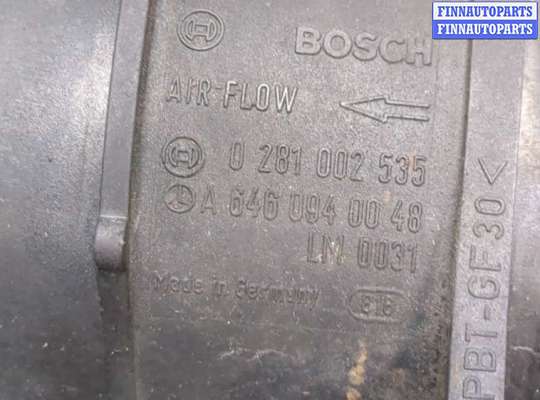 FINNAUTOPARTS
FINNAUTOPARTS
BOSCH
AIR FLOW
0 281 002 535
A 646 094 00 48
LM 0031
Made in Germany
PBT-GF30<